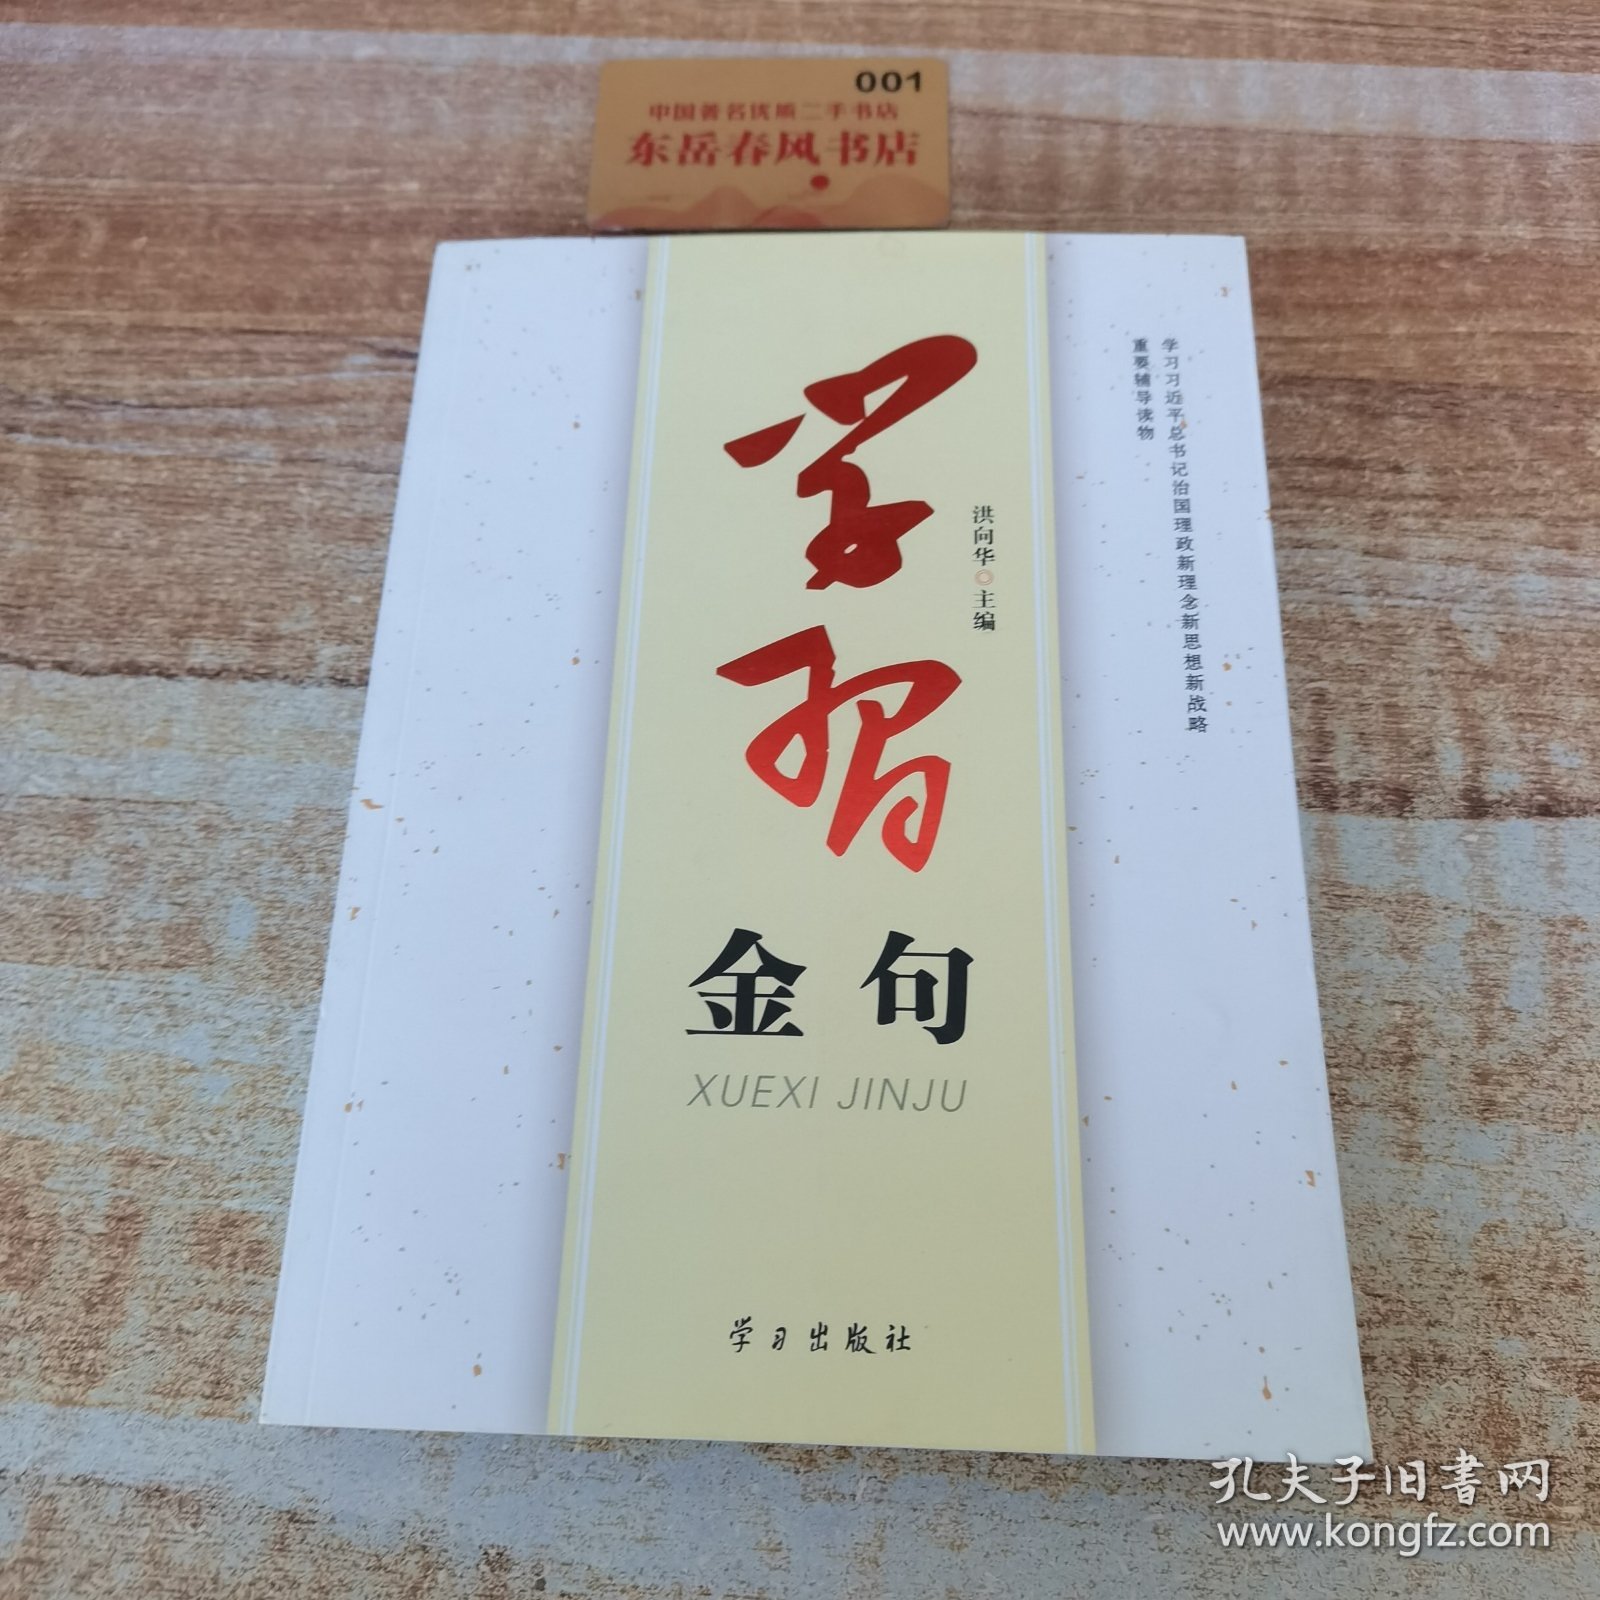 001
中国著名优质二手书店
东岳春风书店
学习习近平总书记治国理政新理念新思想新战略
重要辅导读物
洪向华◎主编
学习
金句
XUEXI JINJU
学习出版社
孔夫子旧书网
www.kongfz.com